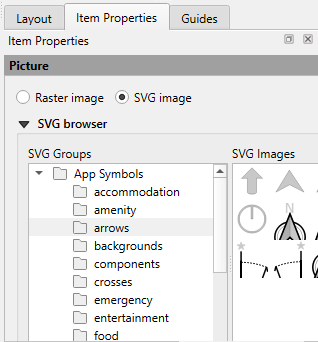 Layout
Item Properties
Guides
Item Properties
Picture
Raster image
SVG image
SVG browser
SVG Groups
SVG Images
App Symbols
accommodation
amenity
arrows
backgrounds
components
crosses
emergency
entertainment
food
N